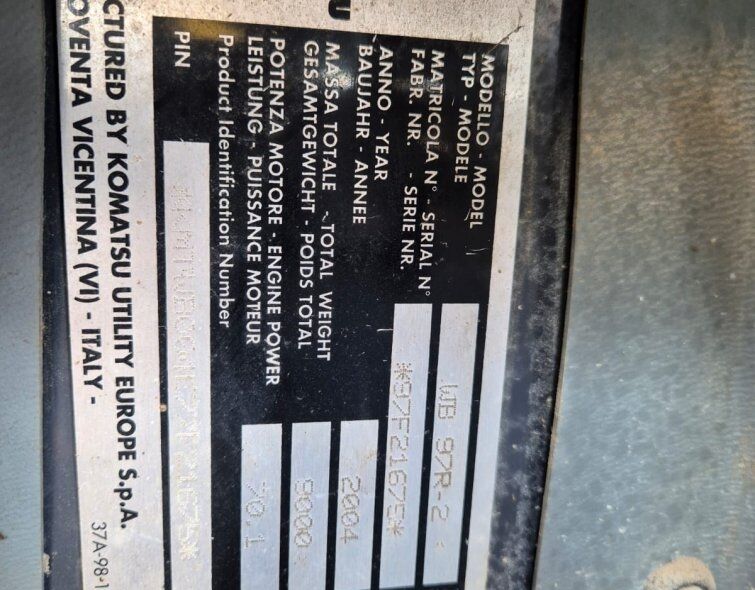 U
MODELLO - MODEL
TYP - MODELE
WB 97R-2
MATRICOLA N° - SERIAL N°
FABR. NR. - SERIE NR.
*97F21675*
ANNO - YEAR
BAUJAHR - ANNEE
2004
MASSA TOTALE - TOTAL WEIGHT
GESAMTGEWICHT - POIDS TOTAL
9000
POTENZA MOTORE - ENGINE POWER
LEISTUNG - PUISSANCE MOTEUR
70.1
Product Identification Number
PIN
CTURED BY KOMATSU UTILITY EUROPE S.p.A.
OVENTA VICENTINA (VI) - ITALY -
37A-98-1